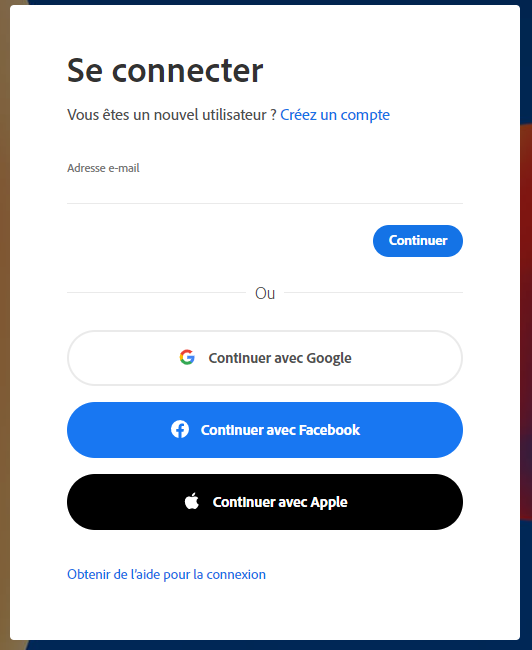 Se connecter
Vous êtes un nouvel utilisateur ? Créez un compte
Adresse e-mail
Continuer
Ou
Continuer avec Google
Continuer avec Facebook
Continuer avec Apple
Obtenir de l'aide pour la connexion